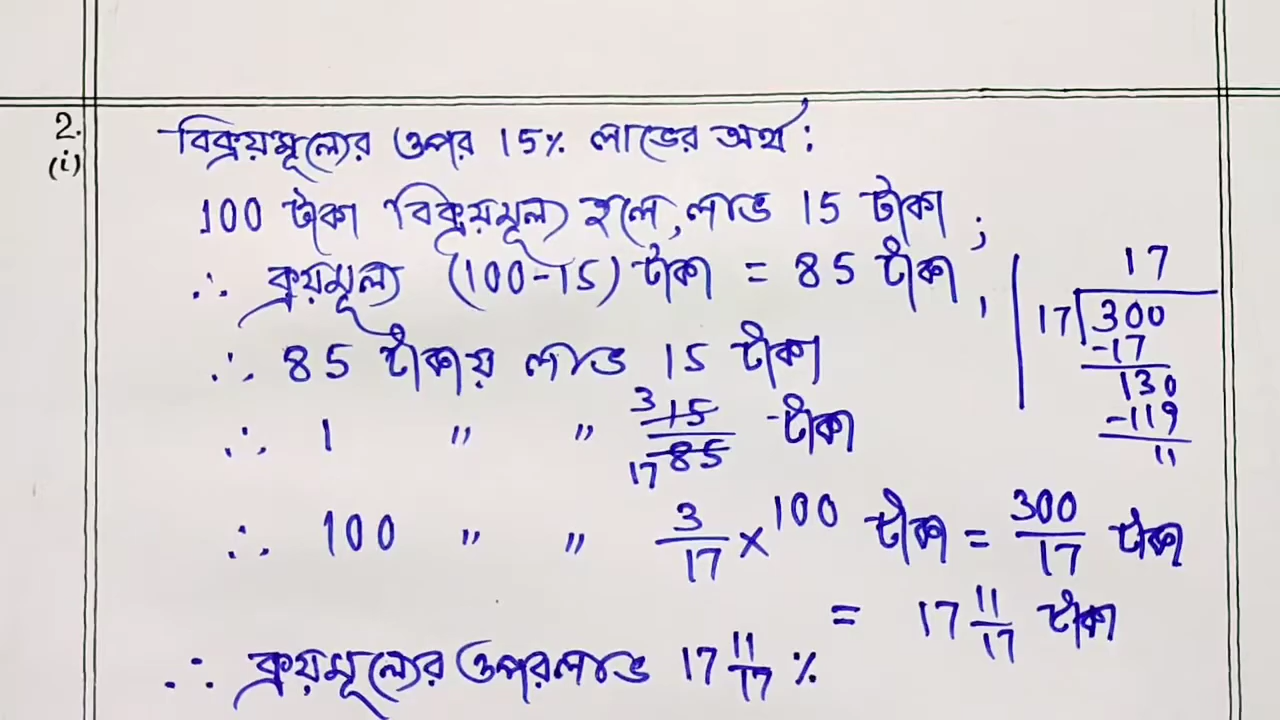 2.
(i)
বিক্রয়মূল্যের ওপর 15% লাভের অর্থ :
100 টাকা বিক্রয়মূল্য হলে, লাভ 15 টাকা ;
∴ ক্রয়মূল্য (100-15) টাকা = 85 টাকা,
∴ 85 টাকায় লাভ 15 টাকা
∴ 1 " " 3 15/85 17 টাকা
∴ 100 " " 3/17 × 100 টাকা = 300/17 টাকা
= 17 11/17 টাকা
∴ ক্রয়মূল্যের ওপর লাভ 17 11/17 %
17
17 300
-17
130
-119
11